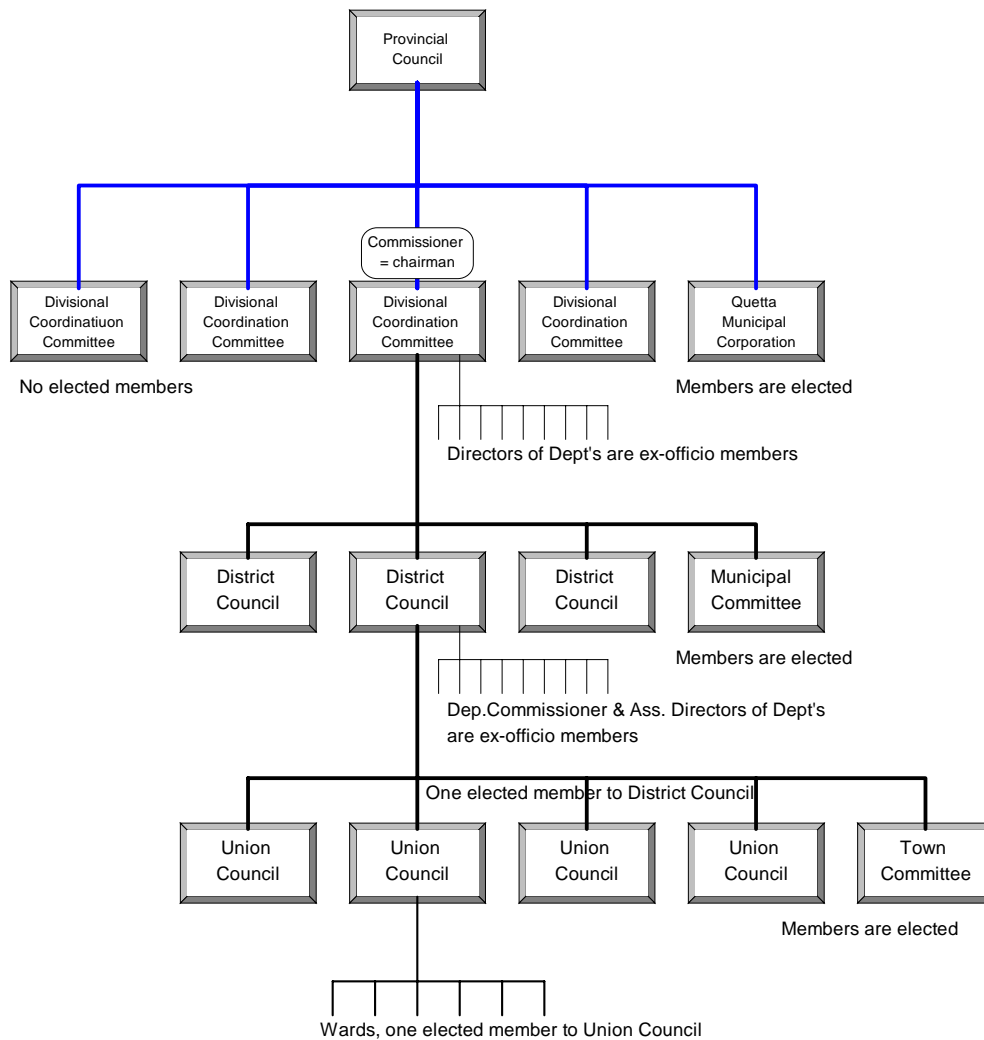 Provincial
Council
Commissioner
= chairman
Divisional
Coordinatiuon
Committee
Divisional
Coordination
Committee
Divisional
Coordination
Committee
Divisional
Coordination
Committee
Quetta
Municipal
Corporation
No elected members
Members are elected
Directors of Dept's are ex-officio members
District
Council
District
Council
District
Council
Municipal
Committee
Members are elected
Dep.Commissioner & Ass. Directors of Dept's
are ex-officio members
One elected member to District Council
Union
Council
Union
Council
Union
Council
Union
Council
Town
Committee
Members are elected
Wards, one elected member to Union Council